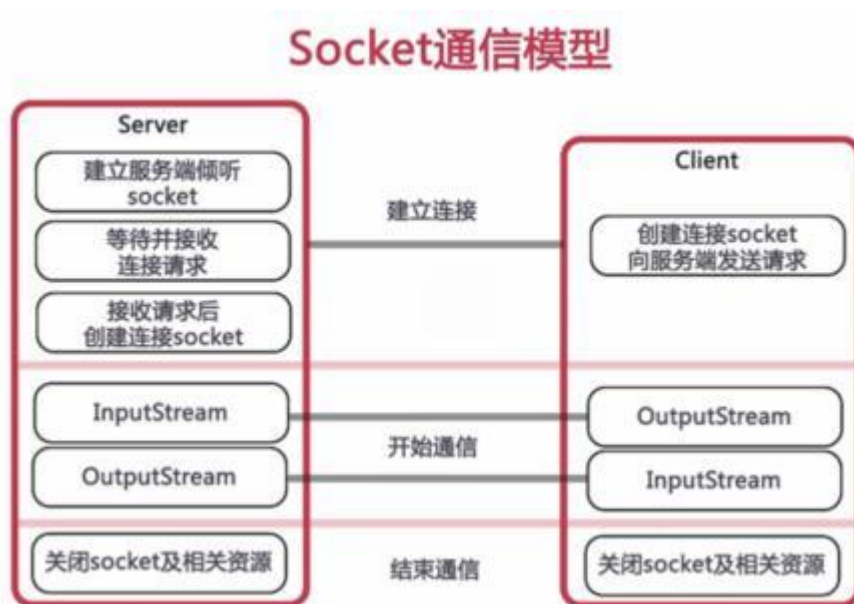 Socket通信模型
Server
建立服务端倾听
socket
等待并接收
连接请求
接收请求后
创建连接socket
建立连接
Client
创建连接socket
向服务端发送请求
InputStream
OutputStream
开始通信
OutputStream
InputStream
关闭socket及相关资源
结束通信
关闭socket及相关资源